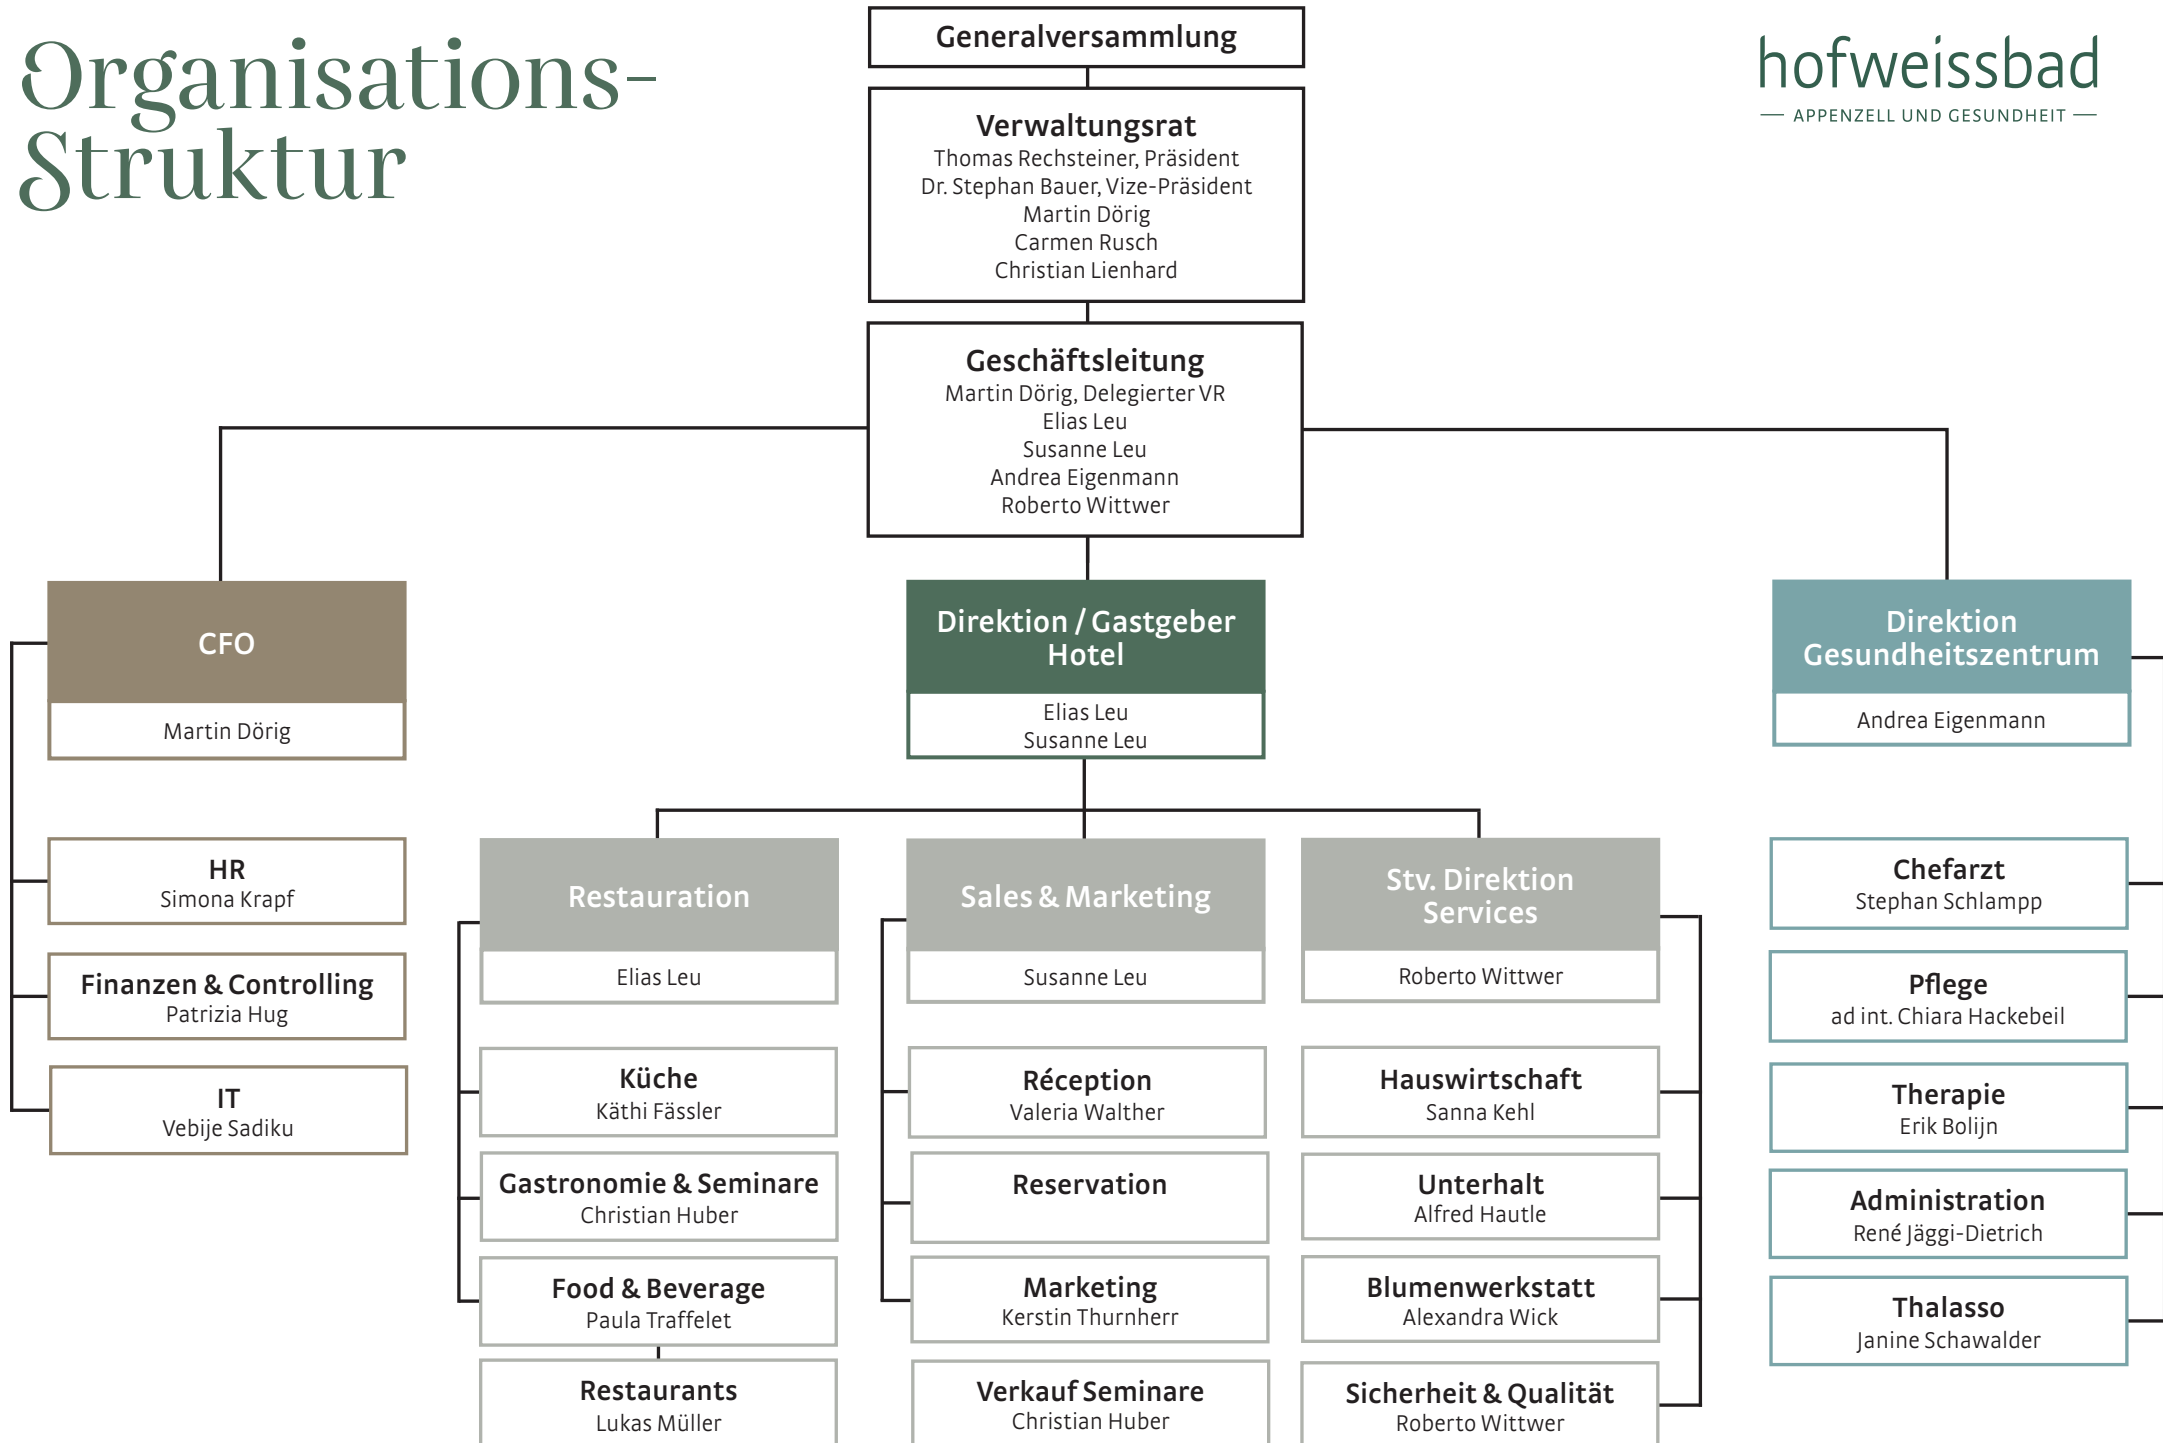 Organisations-
Struktur
hofweissbad
APPENZELL UND GESUNDHEIT
Generalversammlung
Verwaltungsrat
Thomas Rechsteiner, Präsident
Dr. Stephan Bauer, Vize-Präsident
Martin Dörig
Carmen Rusch
Christian Lienhard
Geschäftsleitung
Martin Dörig, Delegierter VR
Elias Leu
Susanne Leu
Andrea Eigenmann
Roberto Wittwer
CFO
Martin Dörig
HR
Simona Krapf
Finanzen & Controlling
Patrizia Hug
IT
Vebije Sadiku
Direktion / Gastgeber
Hotel
Elias Leu
Susanne Leu
Restauration
Elias Leu
Küche
Käthi Fässler
Gastronomie & Seminare
Christian Huber
Food & Beverage
Paula Traffelet
Restaurants
Lukas Müller
Sales & Marketing
Susanne Leu
Réception
Valeria Walther
Reservation
Marketing
Kerstin Thurnherr
Verkauf Seminare
Christian Huber
Stv. Direktion
Services
Roberto Wittwer
Hauswirtschaft
Sanna Kehl
Unterhalt
Alfred Hautle
Blumenwerkstatt
Alexandra Wick
Sicherheit & Qualität
Roberto Wittwer
Direktion
Gesundheitszentrum
Andrea Eigenmann
Chefarzt
Stephan Schlampp
Pflege
ad int. Chiara Hackebeil
Therapie
Erik Bolijn
Administration
René Jäggi-Dietrich
Thalasso
Janine Schawalder